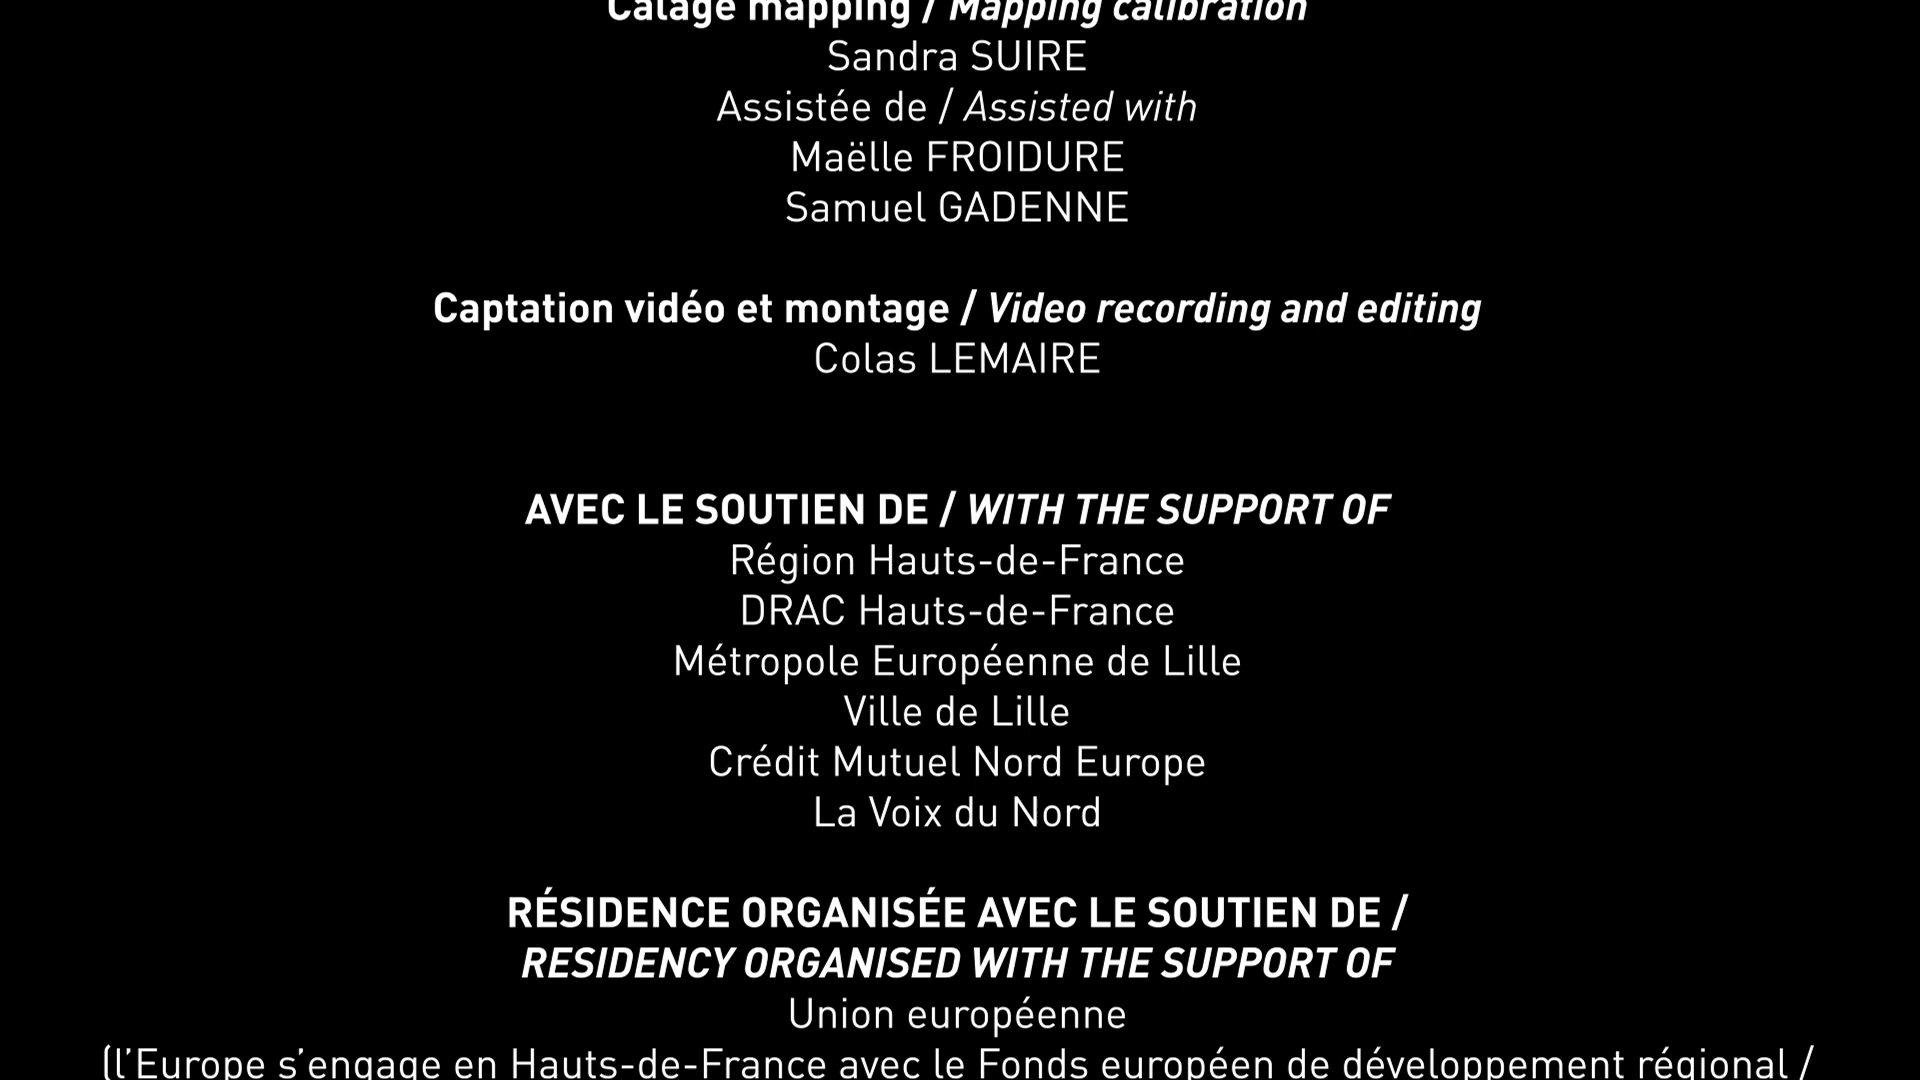 Calage mapping / Mapping calibration
Sandra SUIRE
Assistée de / Assisted with
Maëlle FROIDURE
Samuel GADENNE
Captation vidéo et montage / Video recording and editing
Colas LEMAIRE
AVEC LE SOUTIEN DE / WITH THE SUPPORT OF
Région Hauts-de-France
DRAC Hauts-de-France
Métropole Européenne de Lille
Ville de Lille
Crédit Mutuel Nord Europe
La Voix du Nord
RÉSIDENCE ORGANISÉE AVEC LE SOUTIEN DE /
RESIDENCY ORGANISED WITH THE SUPPORT OF
Union européenne
(l’Europe s’engage en Hauts-de-France avec le Fonds européen de développement régional /